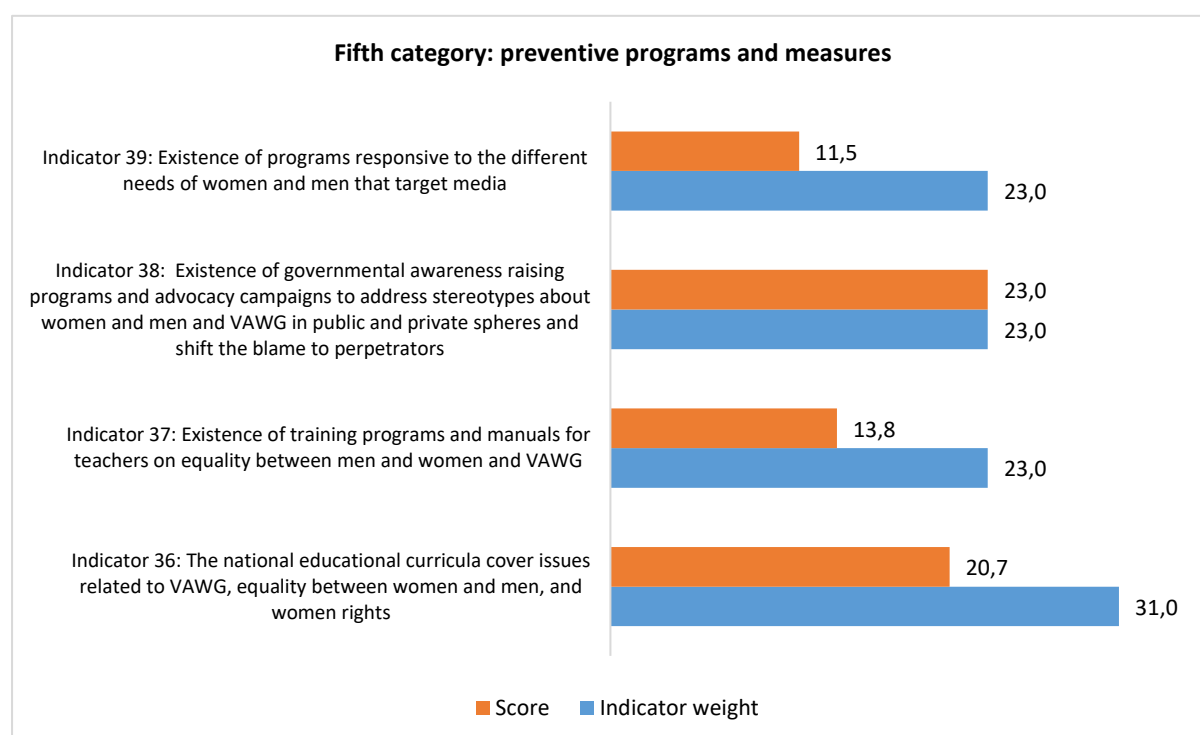 Fifth category: preventive programs and measures
Indicator 39: Existence of programs responsive to the different
needs of women and men that target media
11,5
23,0
Indicator 38:  Existence of governmental awareness raising
programs and advocacy campaigns to address stereotypes about
women and men and VAWG in public and private spheres and
shift the blame to perpetrators
23,0
23,0
Indicator 37: Existence of training programs and manuals for
teachers on equality between men and women and VAWG
13,8
23,0
Indicator 36: The national educational curricula cover issues
related to VAWG, equality between women and men, and
women rights
20,7
31,0
Score
Indicator weight